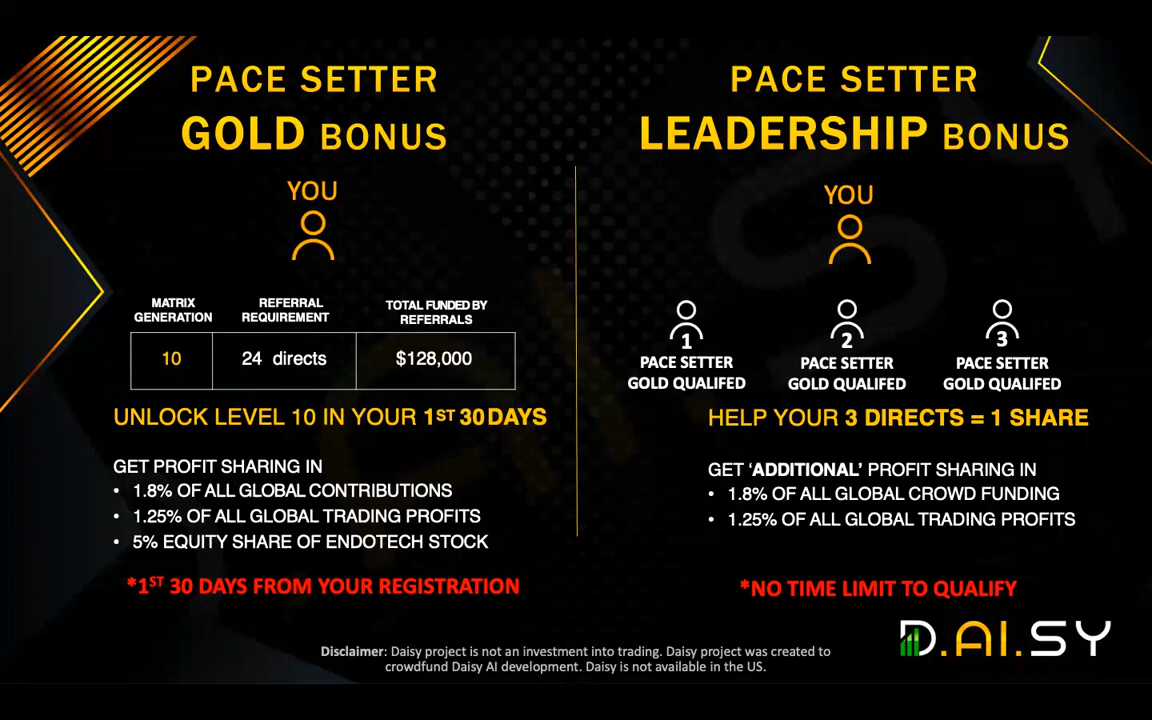 PACE SETTER
GOLD BONUS
YOU
MATRIX
GENERATION
REFERRAL
REQUIREMENT
TOTAL FUNDED BY
REFERRALS
10
24 directs
$128,000
UNLOCK LEVEL 10 IN YOUR 1ST 30 DAYS
GET PROFIT SHARING IN
• 1.8% OF ALL GLOBAL CONTRIBUTIONS
• 1.25% OF ALL GLOBAL TRADING PROFITS
• 5% EQUITY SHARE OF ENDOTECH STOCK
*1ST 30 DAYS FROM YOUR REGISTRATION
PACE SETTER
LEADERSHIP BONUS
YOU
1
PACE SETTER
GOLD QUALIFED
2
PACE SETTER
GOLD QUALIFED
3
PACE SETTER
GOLD QUALIFED
HELP YOUR 3 DIRECTS = 1 SHARE
GET ‘ADDITIONAL’ PROFIT SHARING IN
• 1.8% OF ALL GLOBAL CROWD FUNDING
• 1.25% OF ALL GLOBAL TRADING PROFITS
*NO TIME LIMIT TO QUALIFY
D.AI.SY
Disclaimer: Daisy project is not an investment into trading. Daisy project was created to
crowdfund Daisy AI development. Daisy is not available in the US.